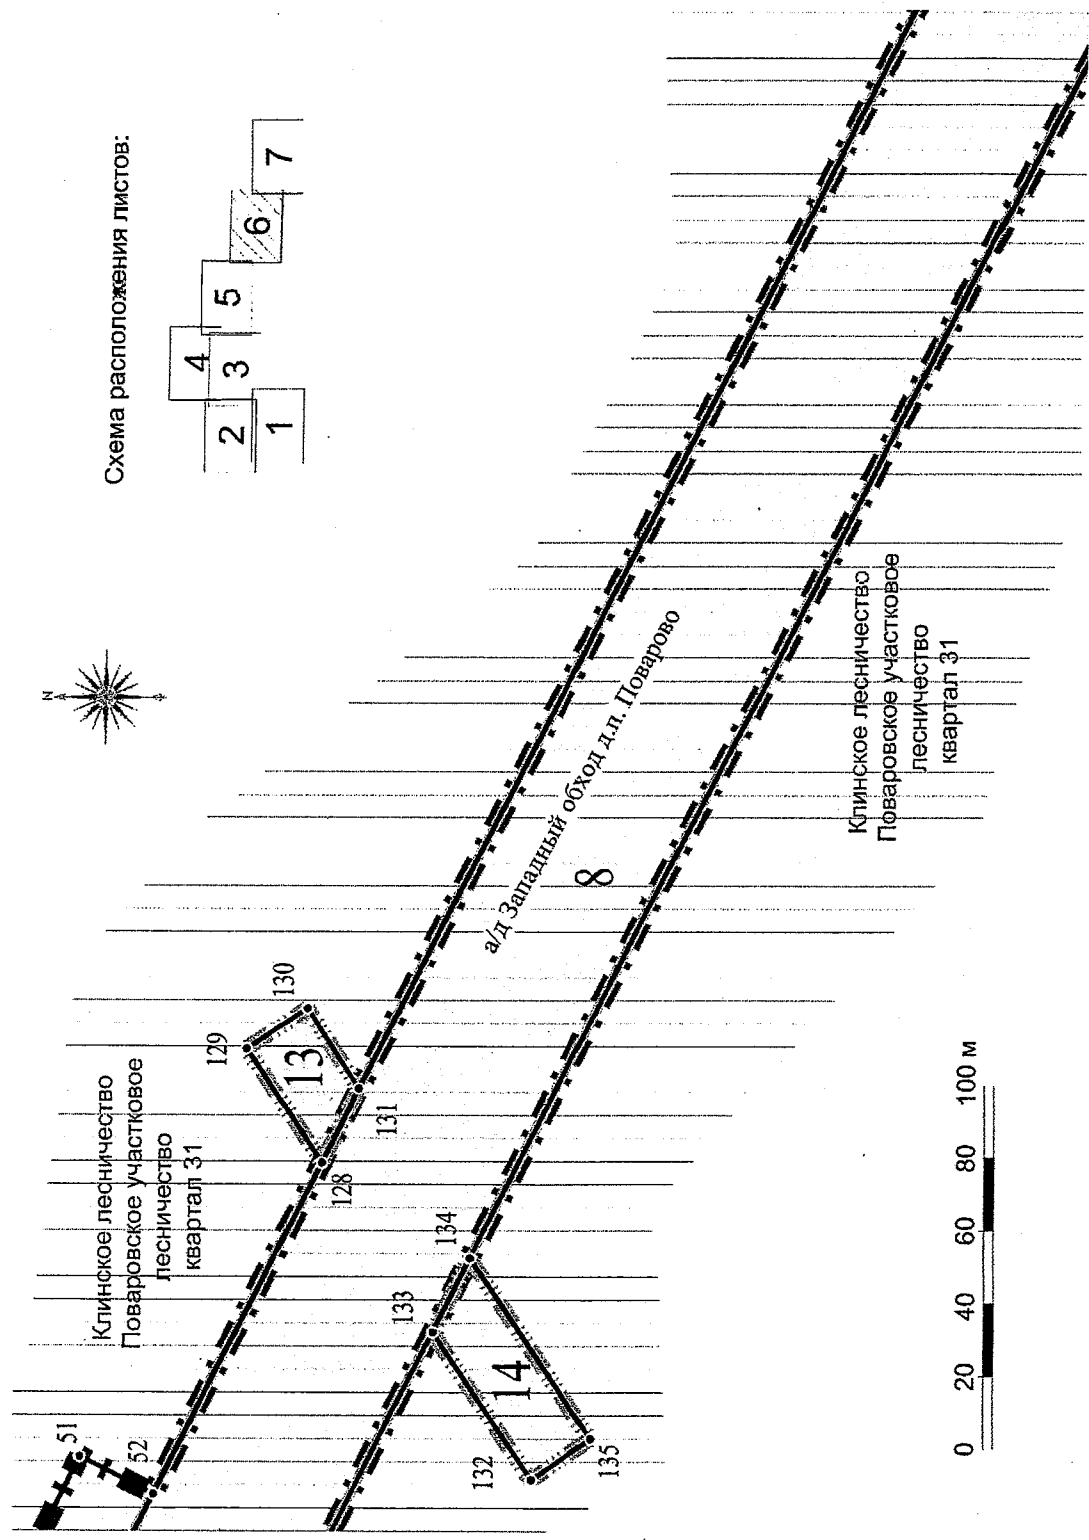 Схема расположения листов:
4
5
2
3
6
7
1
N
51
52
Клинское лесничество
Поваровское участковое
лесничество
квартал 31
129
130
13
128
131
а/д Западный обход д.п. Поварово
8
133
134
14
132
135
Клинское лесничество
Поваровское участковое
лесничество
квартал 31
0 20 40 60 80 100 м